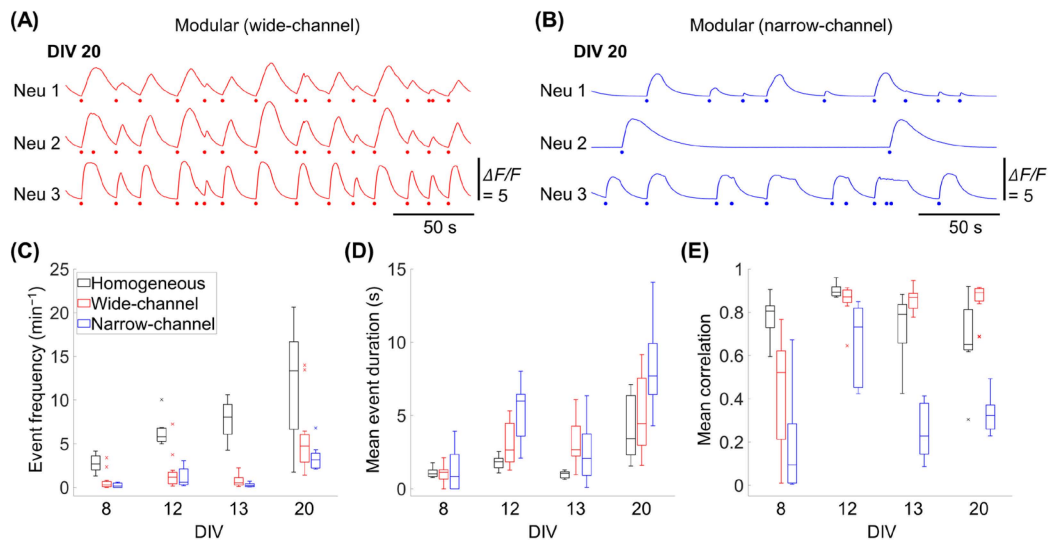 (A) Modular (wide-channel)
DIV 20
Neu 1
Neu 2
Neu 3
ΔF/F
= 5
50 s
(B) Modular (narrow-channel)
DIV 20
Neu 1
Neu 2
Neu 3
ΔF/F
= 5
50 s
(C)
Event frequency (min⁻¹)
25
20
15
10
5
0
Homogeneous
Wide-channel
Narrow-channel
8 12 13 20
DIV
(D)
Mean event duration (s)
15
10
5
0
8 12 13 20
DIV
(E)
Mean correlation
1
0.8
0.6
0.4
0.2
0
8 12 13 20
DIV